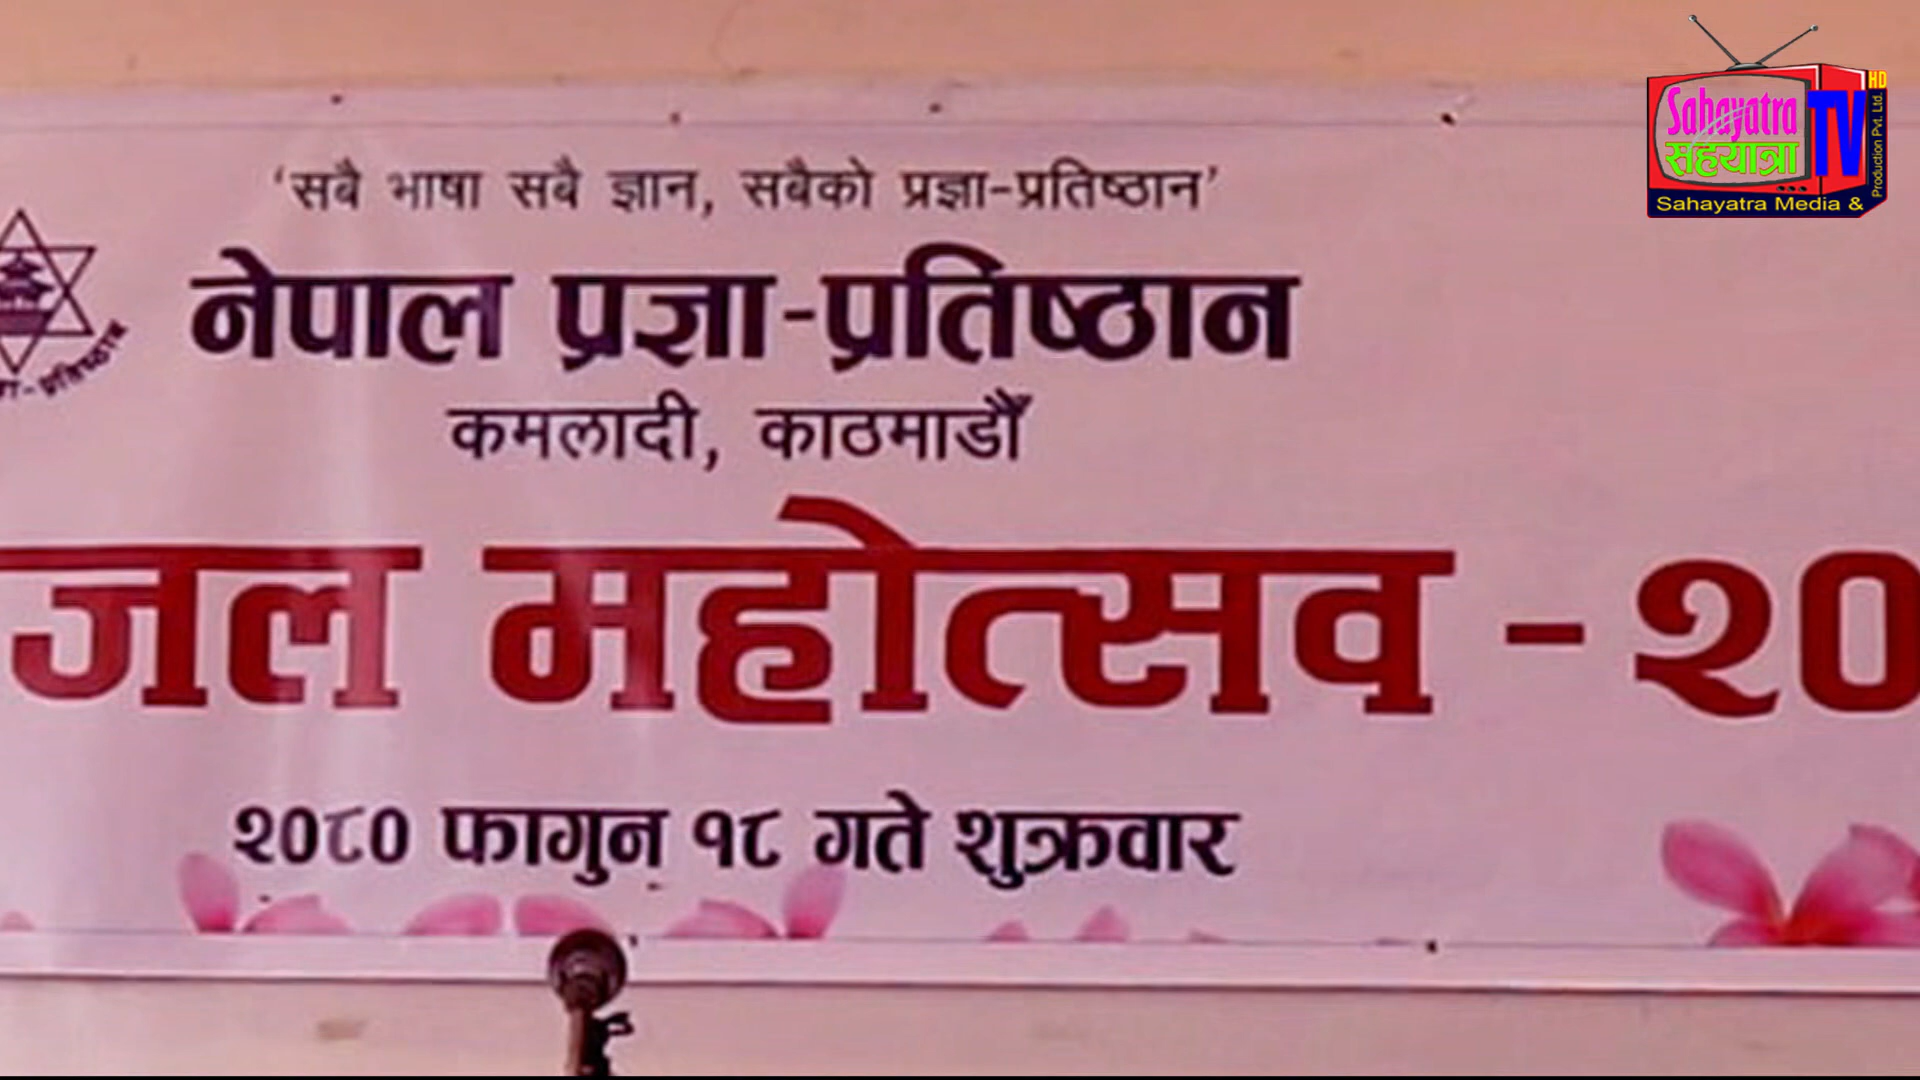 ‘सबै भाषा सबै ज्ञान, सबैको प्रज्ञा-प्रतिष्ठान’
नेपाल प्रज्ञा-प्रतिष्ठान
कमलादी, काठमाडौँ
जल महोत्सव - २०
२०८० फागुन १८ गते शुक्रवार
Sahayatra
सहयात्रा
TV
HD
Production Pvt. Ltd.
Sahayatra Media &